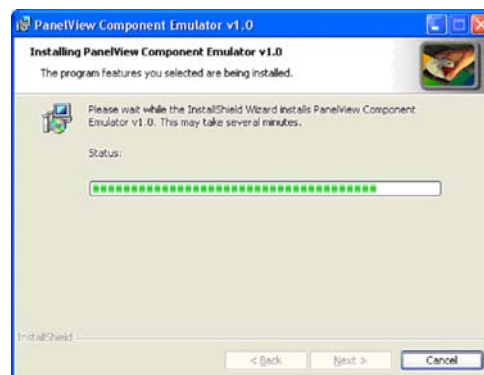 PanelView Component Emulator v1.0
Installing PanelView Component Emulator v1.0
The program features you selected are being installed.
Please wait while the InstallShield Wizard installs PanelView Component
Emulator v1.0. This may take several minutes.
Status:
InstallShield
< Back Next > Cancel